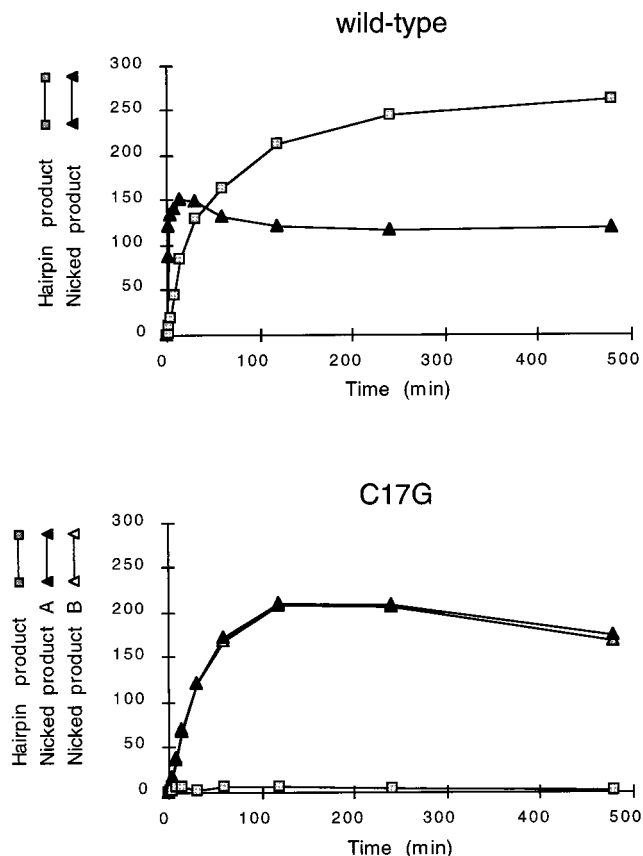 wild-type
Hairpin product
Nicked product
300
250
200
150
100
50
0
0 100 200 300 400 500
Time (min)
C17G
Hairpin product
Nicked product A
Nicked product B
300
250
200
150
100
50
0
0 100 200 300 400 500
Time (min)